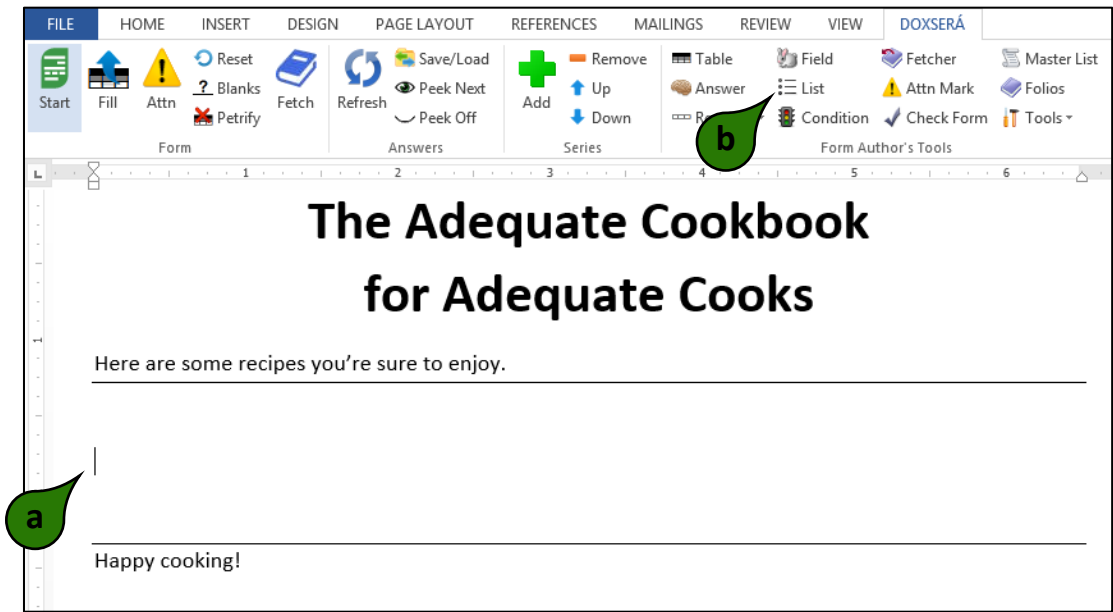 FILE HOME INSERT DESIGN PAGE LAYOUT REFERENCES MAILINGS REVIEW VIEW DOXSERÁ
Reset Save/Load Remove Table Field Fetcher Master List
? Blanks Peek Next Up Answer List Attn Mark Folios
Start Fill Attn Fetch Refresh Add
Petrify Peek Off Down Condition Check Form Tools
Form Answers Series Form Author's Tools
b
L 1 2 3 4 5 6
The Adequate Cookbook
for Adequate Cooks
1
Here are some recipes you're sure to enjoy.
a
Happy cooking!